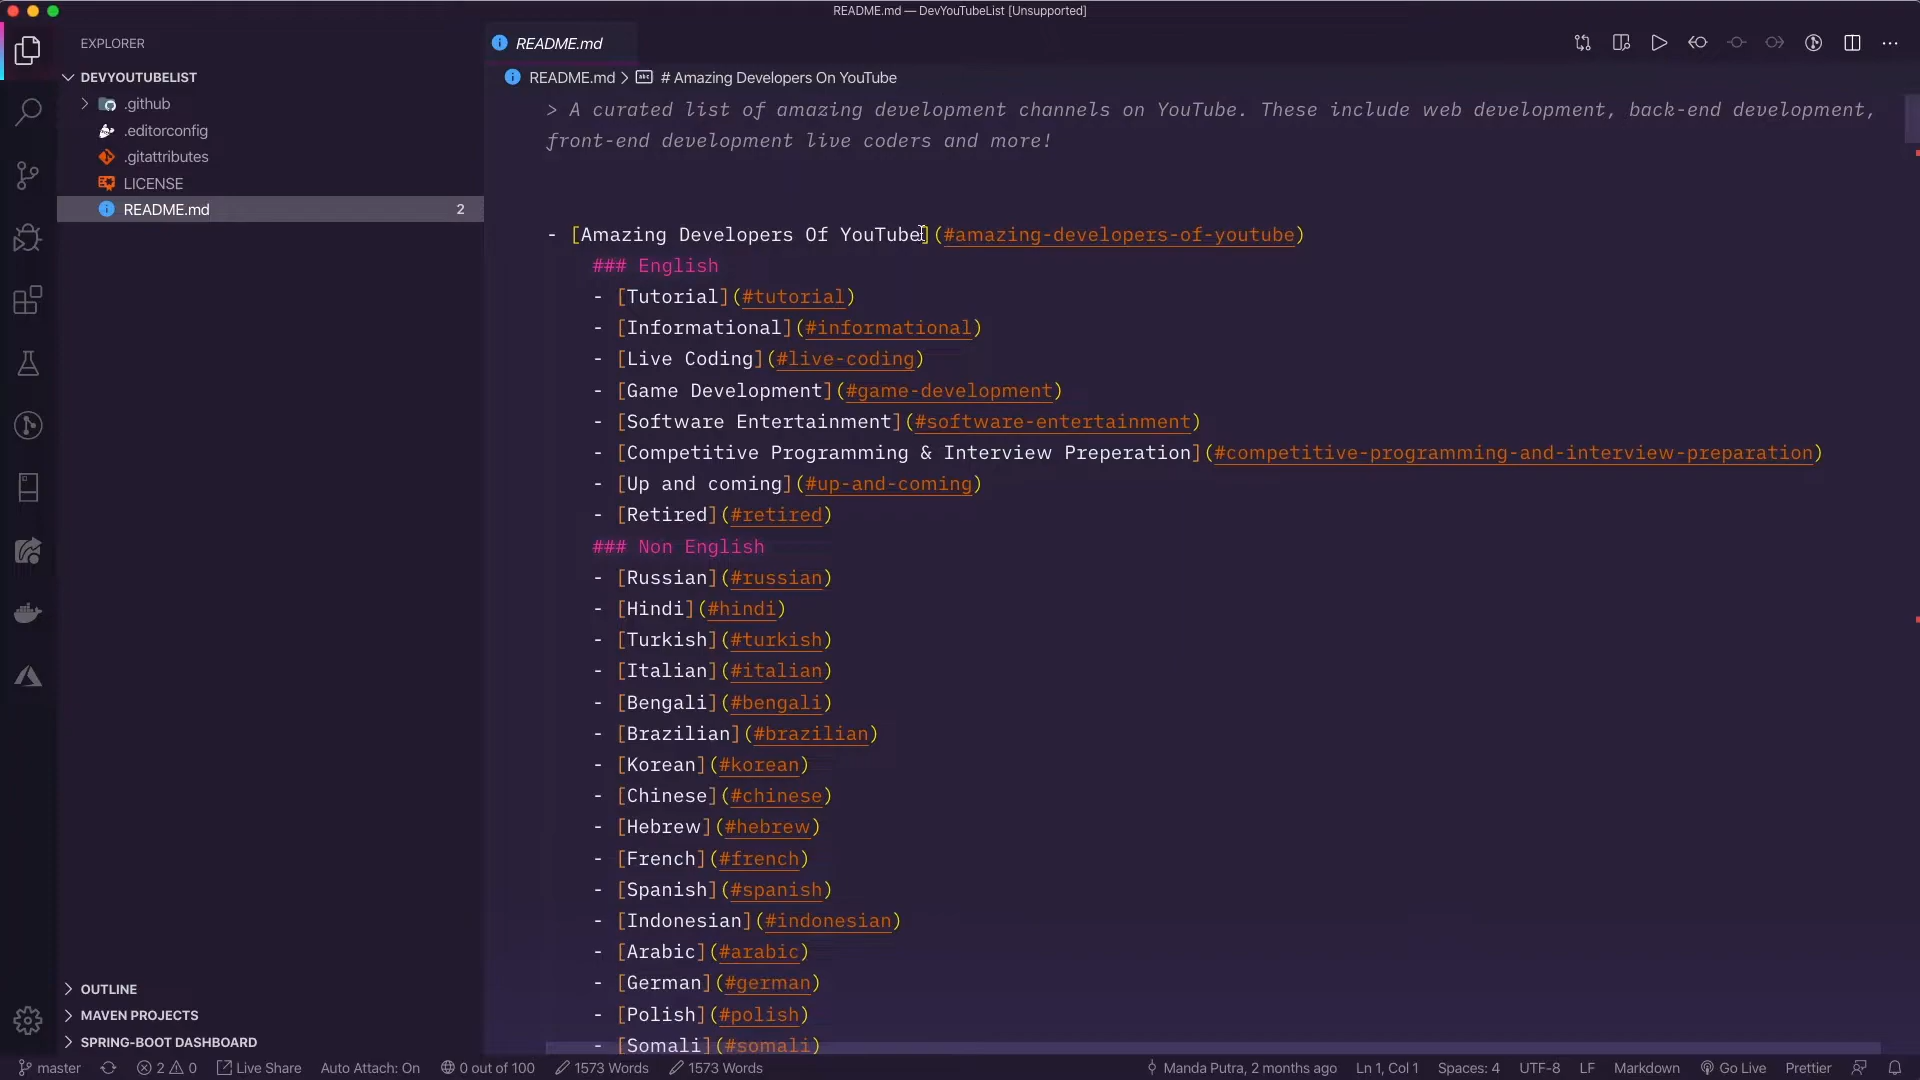 README.md — DevYouTubeList [Unsupported]
EXPLORER
README.md
DEVYOUTUBELIST
README.md > # Amazing Developers On YouTube
.github
.editorconfig
.gitattributes
LICENSE
README.md 2
> A curated list of amazing development channels on YouTube. These include web development, back-end development,
front-end development live coders and more!
- [Amazing Developers Of YouTube](#amazing-developers-of-youtube)
### English
- [Tutorial](#tutorial)
- [Informational](#informational)
- [Live Coding](#live-coding)
- [Game Development](#game-development)
- [Software Entertainment](#software-entertainment)
- [Competitive Programming & Interview Preperation](#competitive-programming-and-interview-preparation)
- [Up and coming](#up-and-coming)
- [Retired](#retired)
### Non English
- [Russian](#russian)
- [Hindi](#hindi)
- [Turkish](#turkish)
- [Italian](#italian)
- [Bengali](#bengali)
- [Brazilian](#brazilian)
- [Korean](#korean)
- [Chinese](#chinese)
- [Hebrew](#hebrew)
- [French](#french)
- [Spanish](#spanish)
- [Indonesian](#indonesian)
- [Arabic](#arabic)
- [German](#german)
- [Polish](#polish)
- [Somali](#somali)
OUTLINE
MAVEN PROJECTS
SPRING-BOOT DASHBOARD
master 2 0 Live Share Auto Attach: On 0 out of 100 1573 Words 1573 Words Manda Putra, 2 months ago Ln 1, Col 1 Spaces: 4 UTF-8 LF Markdown Go Live Prettier